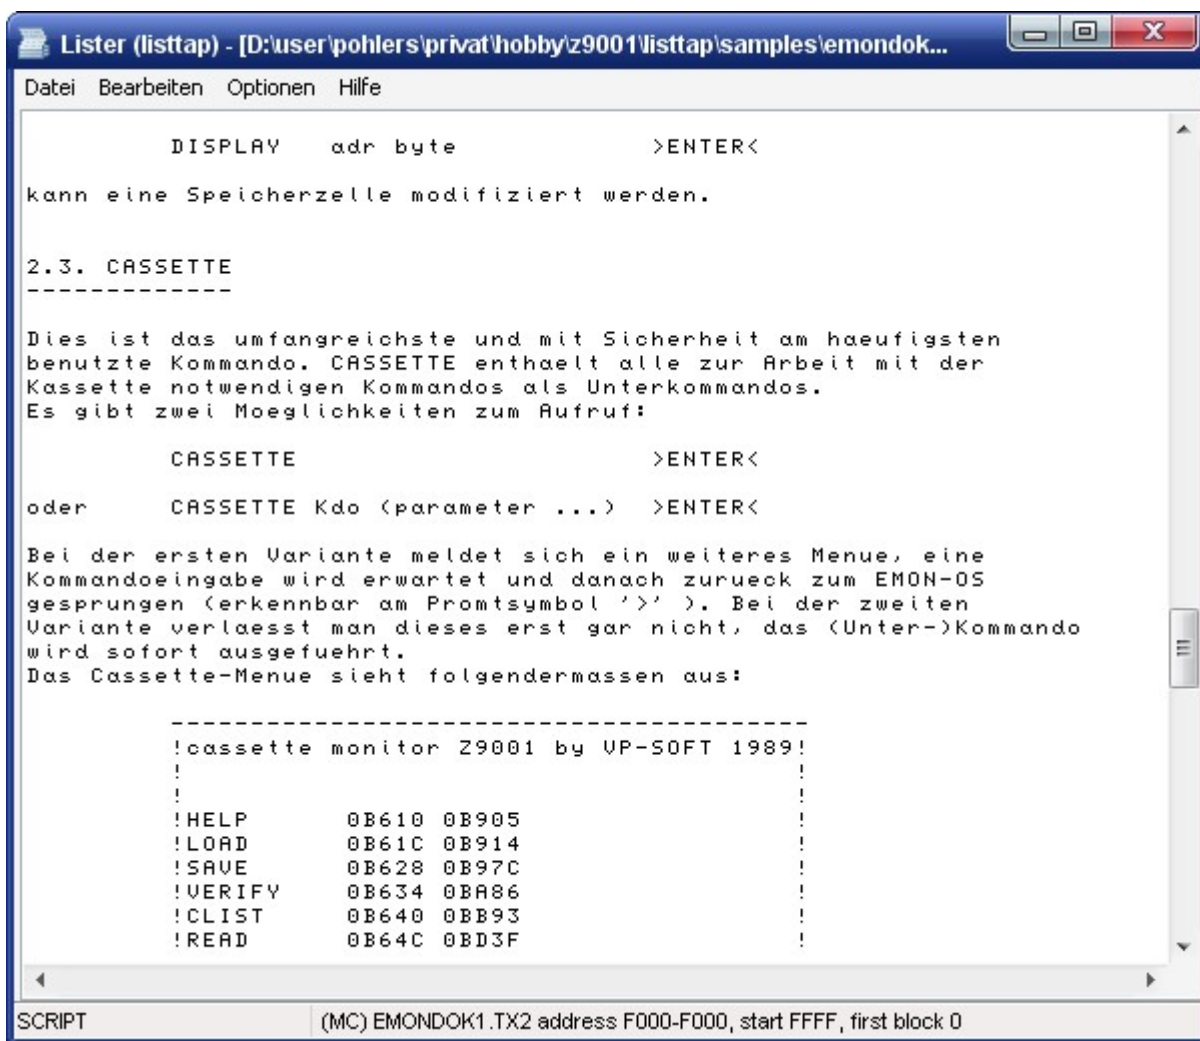 Lister (listtap) - [D:\user\pohlers\privat\hobby\z9001\listtap\samples\emondok...
Datei Bearbeiten Optionen Hilfe
DISPLAY adr byte >ENTER<
kann eine Speicherzelle modifiziert werden.
2.3. CASSETTE
-------------
Dies ist das umfangreichste und mit Sicherheit am haeufigsten
benutzte Kommando. CASSETTE enthaelt alle zur Arbeit mit der
Kassette notwendigen Kommandos als Unterkommandos.
Es gibt zwei Moeglichkeiten zum Aufruf:
CASSETTE >ENTER<
oder CASSETTE Kdo (parameter ...) >ENTER<
Bei der ersten Variante meldet sich ein weiteres Menue, eine
Kommandoeingabe wird erwartet und danach zurueck zum EMON-OS
gesprungen (erkennbar am Promtsymbol '>' ). Bei der zweiten
Variante verlaesst man dieses erst gar nicht, das (Unter-)Kommando
wird sofort ausgefuehrt.
Das Cassette-Menue sieht folgendermassen aus:
-----------------------------------------
!cassette monitor Z9001 by VP-SOFT 1989!
! !
! !
!HELP 0B610 0B905 !
!LOAD 0B61C 0B914 !
!SAVE 0B628 0B97C !
!VERIFY 0B634 0BA86 !
!CLIST 0B640 0BB93 !
!READ 0B64C 0BD3F !
SCRIPT (MC) EMONDOK1.TX2 address F000-F000, start FFFF, first block 0